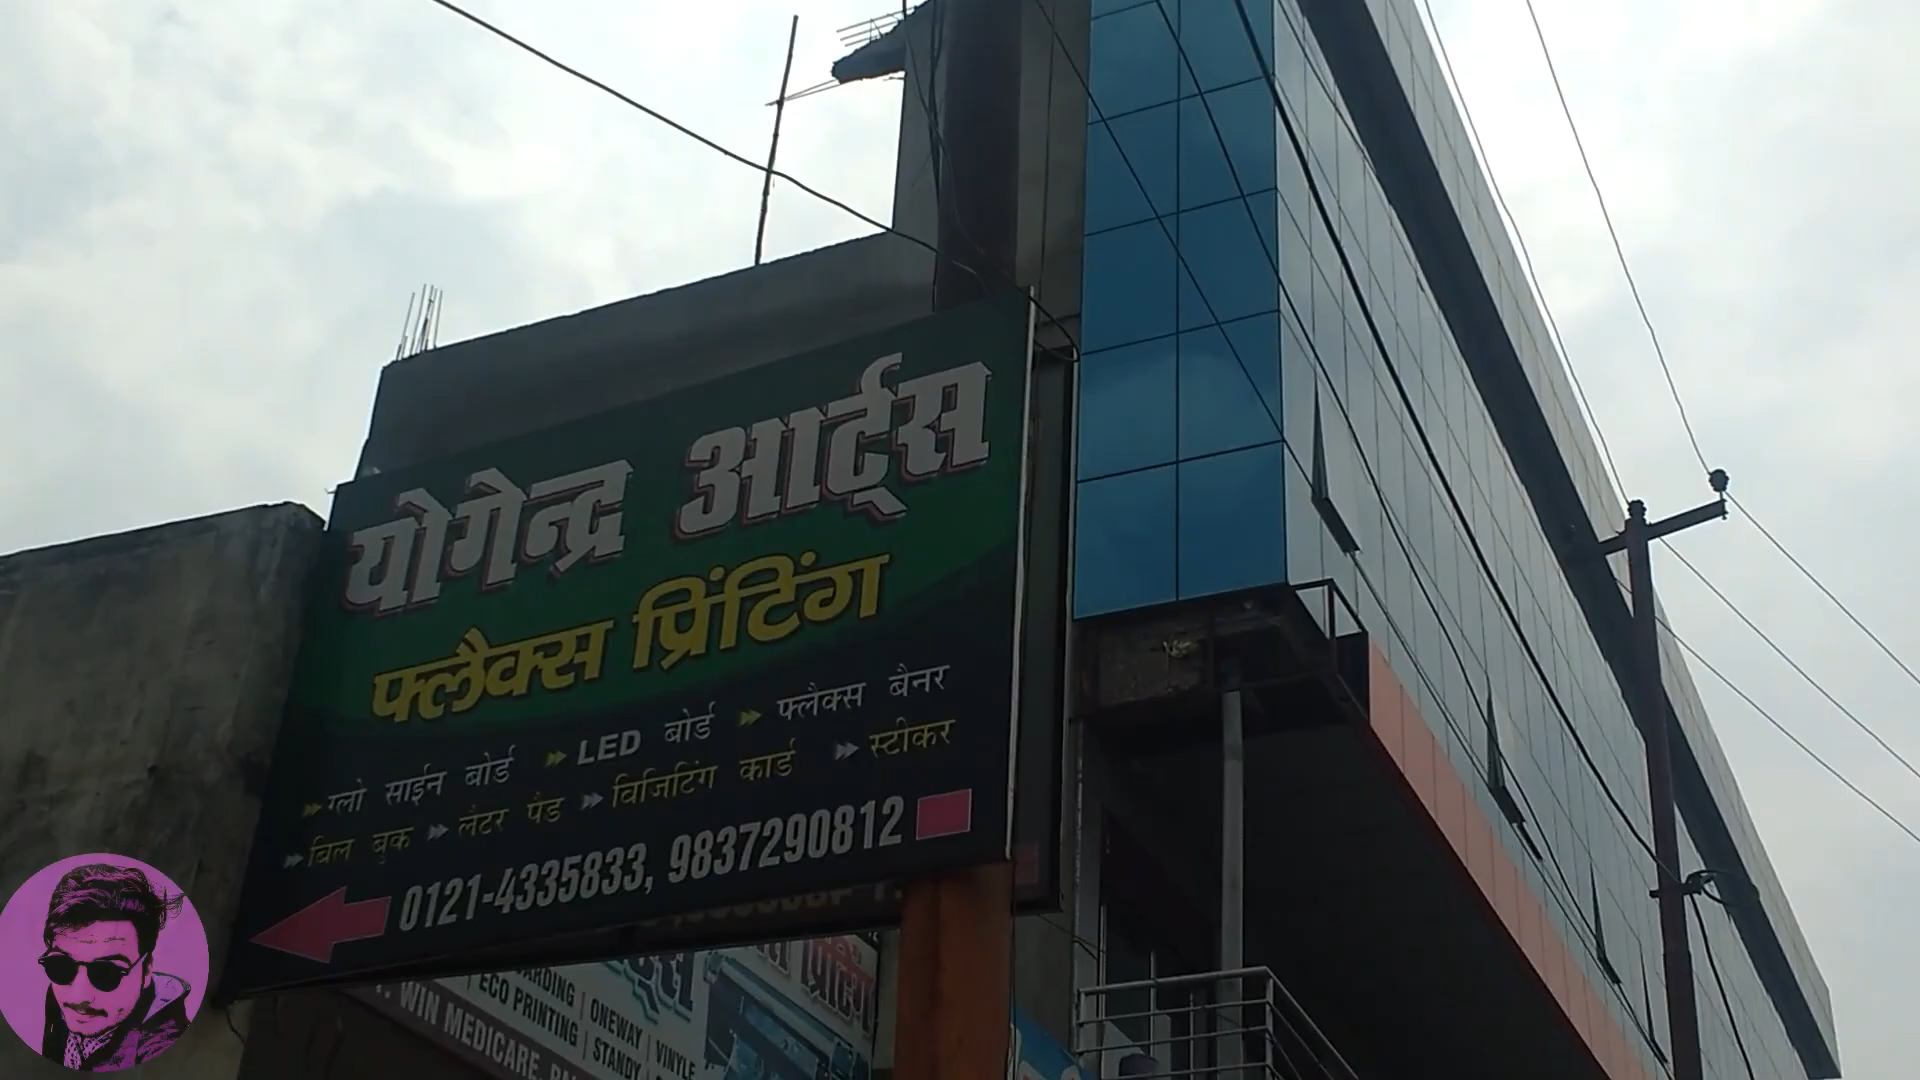 योगेन्द्र आर्ट्स
फ्लैक्स प्रिंटिंग
ग्लो साईन बोर्ड LED बोर्ड फ्लैक्स बैनर
बिल बुक लैटर पैड विजिटिंग कार्ड स्टीकर
0121-4335833, 9837290812
प्रिंटिंग
ECO PRINTING | ONEWAY | VINYLE
STANDY
WIN MEDICARE,